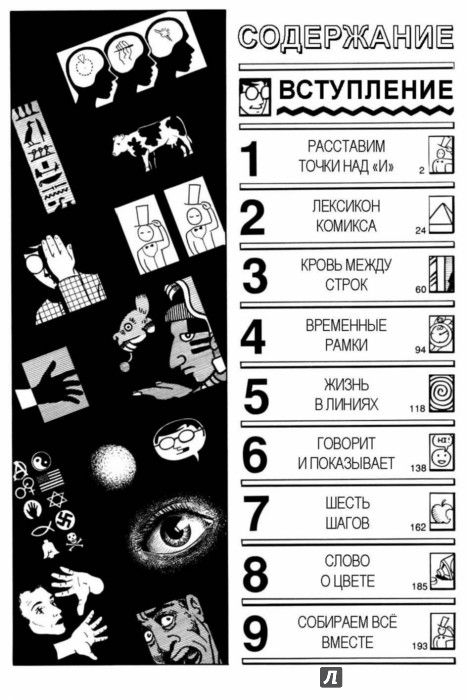 СОДЕРЖАНИЕ
ВСТУПЛЕНИЕ
1
РАССТАВИМ
ТОЧКИ НАД «И»
2
2
ЛЕКСИКОН
КОМИКСА
24
3
КРОВЬ МЕЖДУ
СТРОК
60
4
ВРЕМЕННЫЕ
РАМКИ
94
5
ЖИЗНЬ
В ЛИНИЯХ
118
6
ГОВОРИТ
И ПОКАЗЫВАЕТ
138
HI!
7
ШЕСТЬ
ШАГОВ
162
8
СЛОВО
О ЦВЕТЕ
185
9
СОБИРАЕМ ВСЁ
ВМЕСТЕ
193
Л